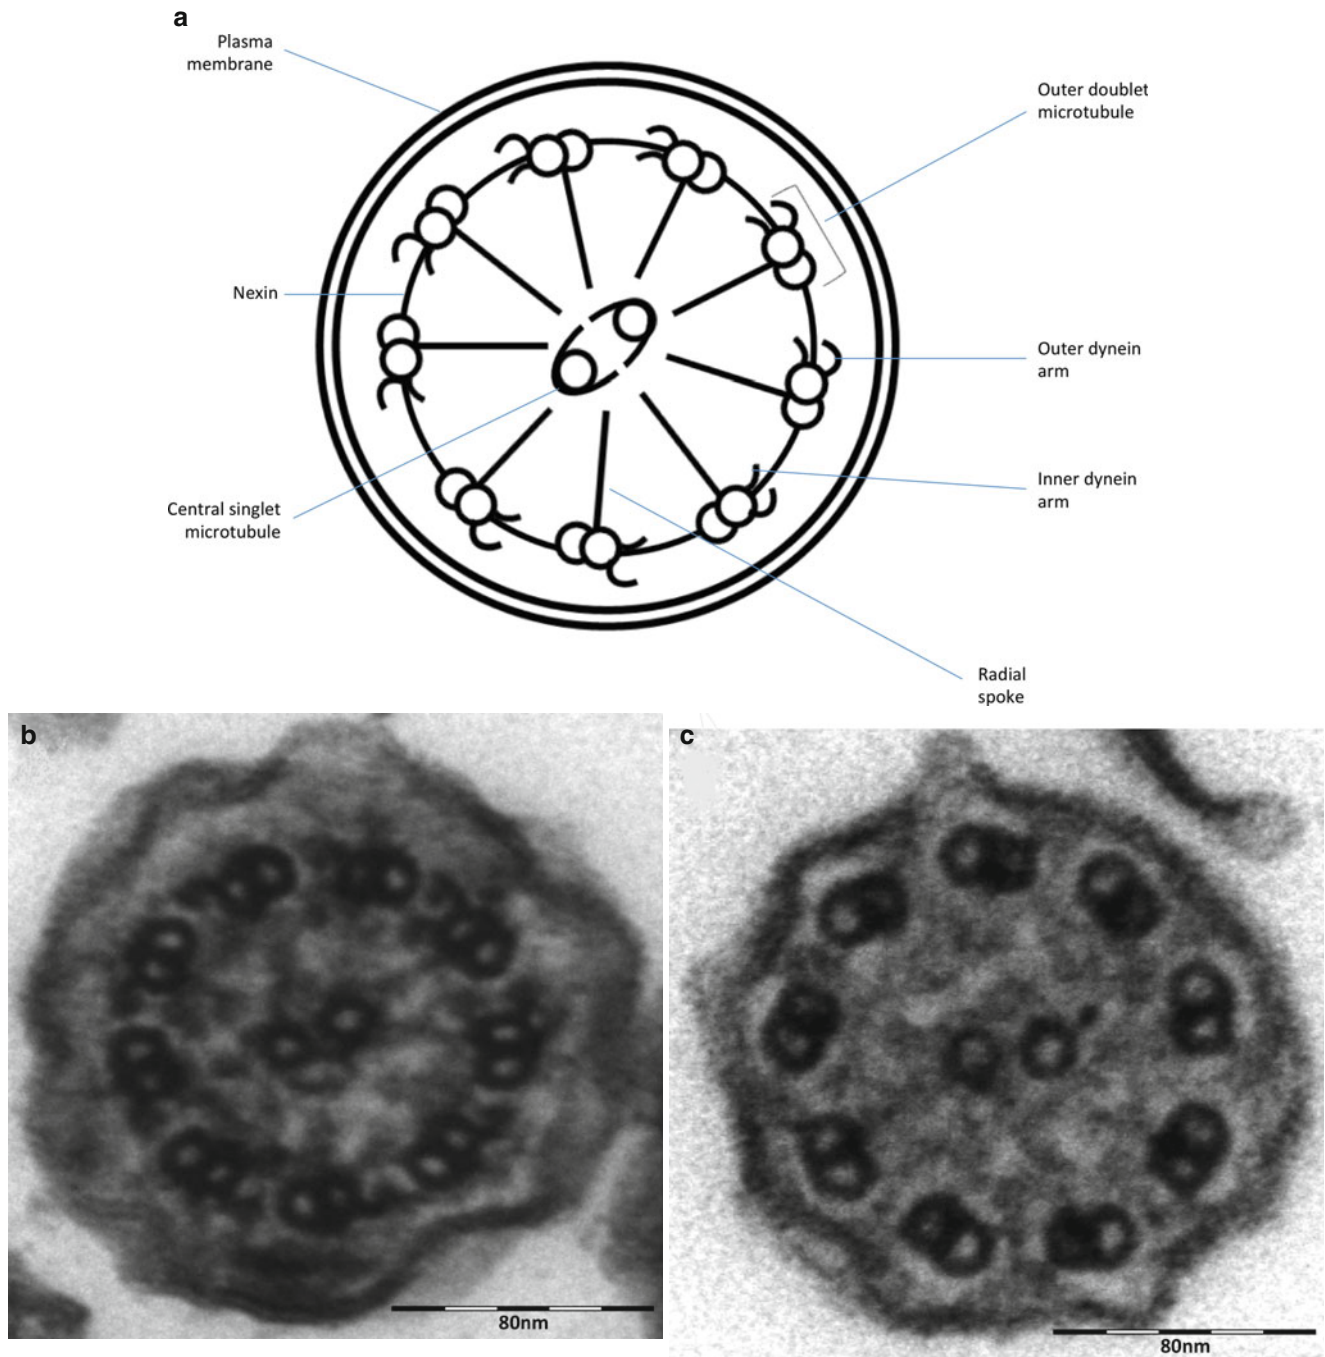 a
Plasma
membrane
Outer doublet
microtubule
Nexin
Outer dynein
arm
Inner dynein
arm
Central singlet
microtubule
Radial
spoke
b
80nm
c
80nm